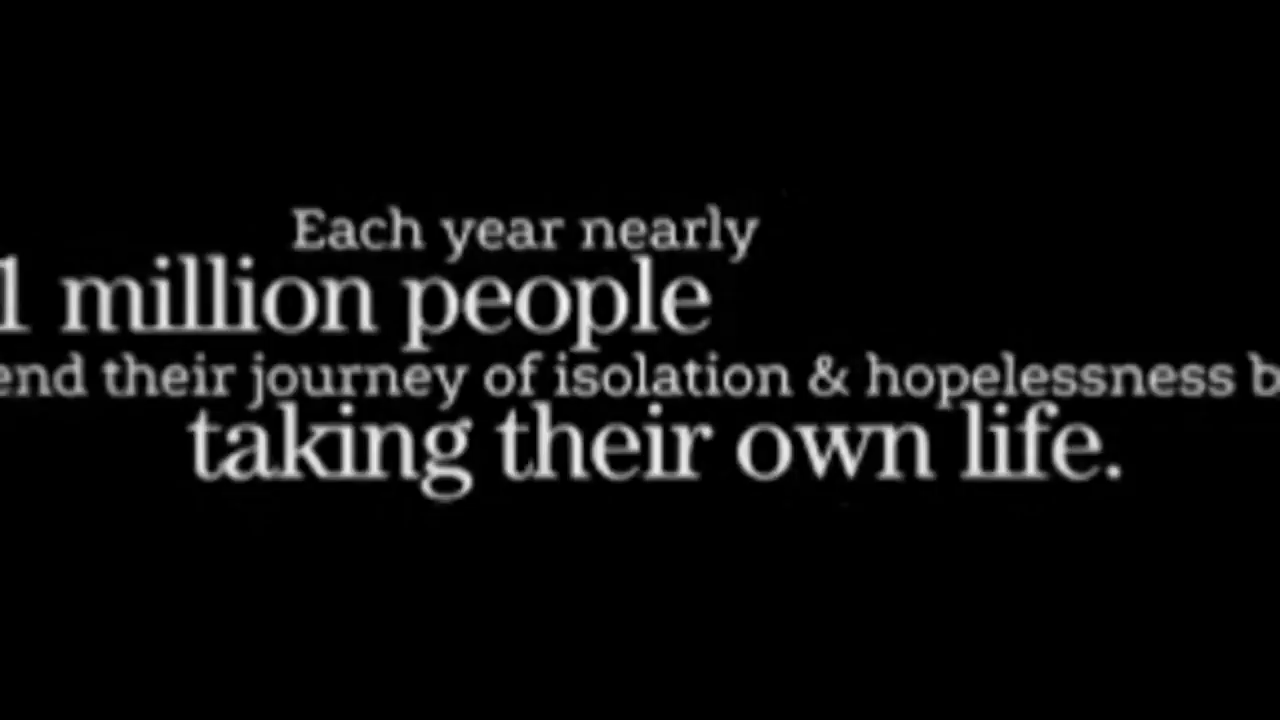 Each year nearly
1 million people
end their journey of isolation & hopelessness b
taking their own life.